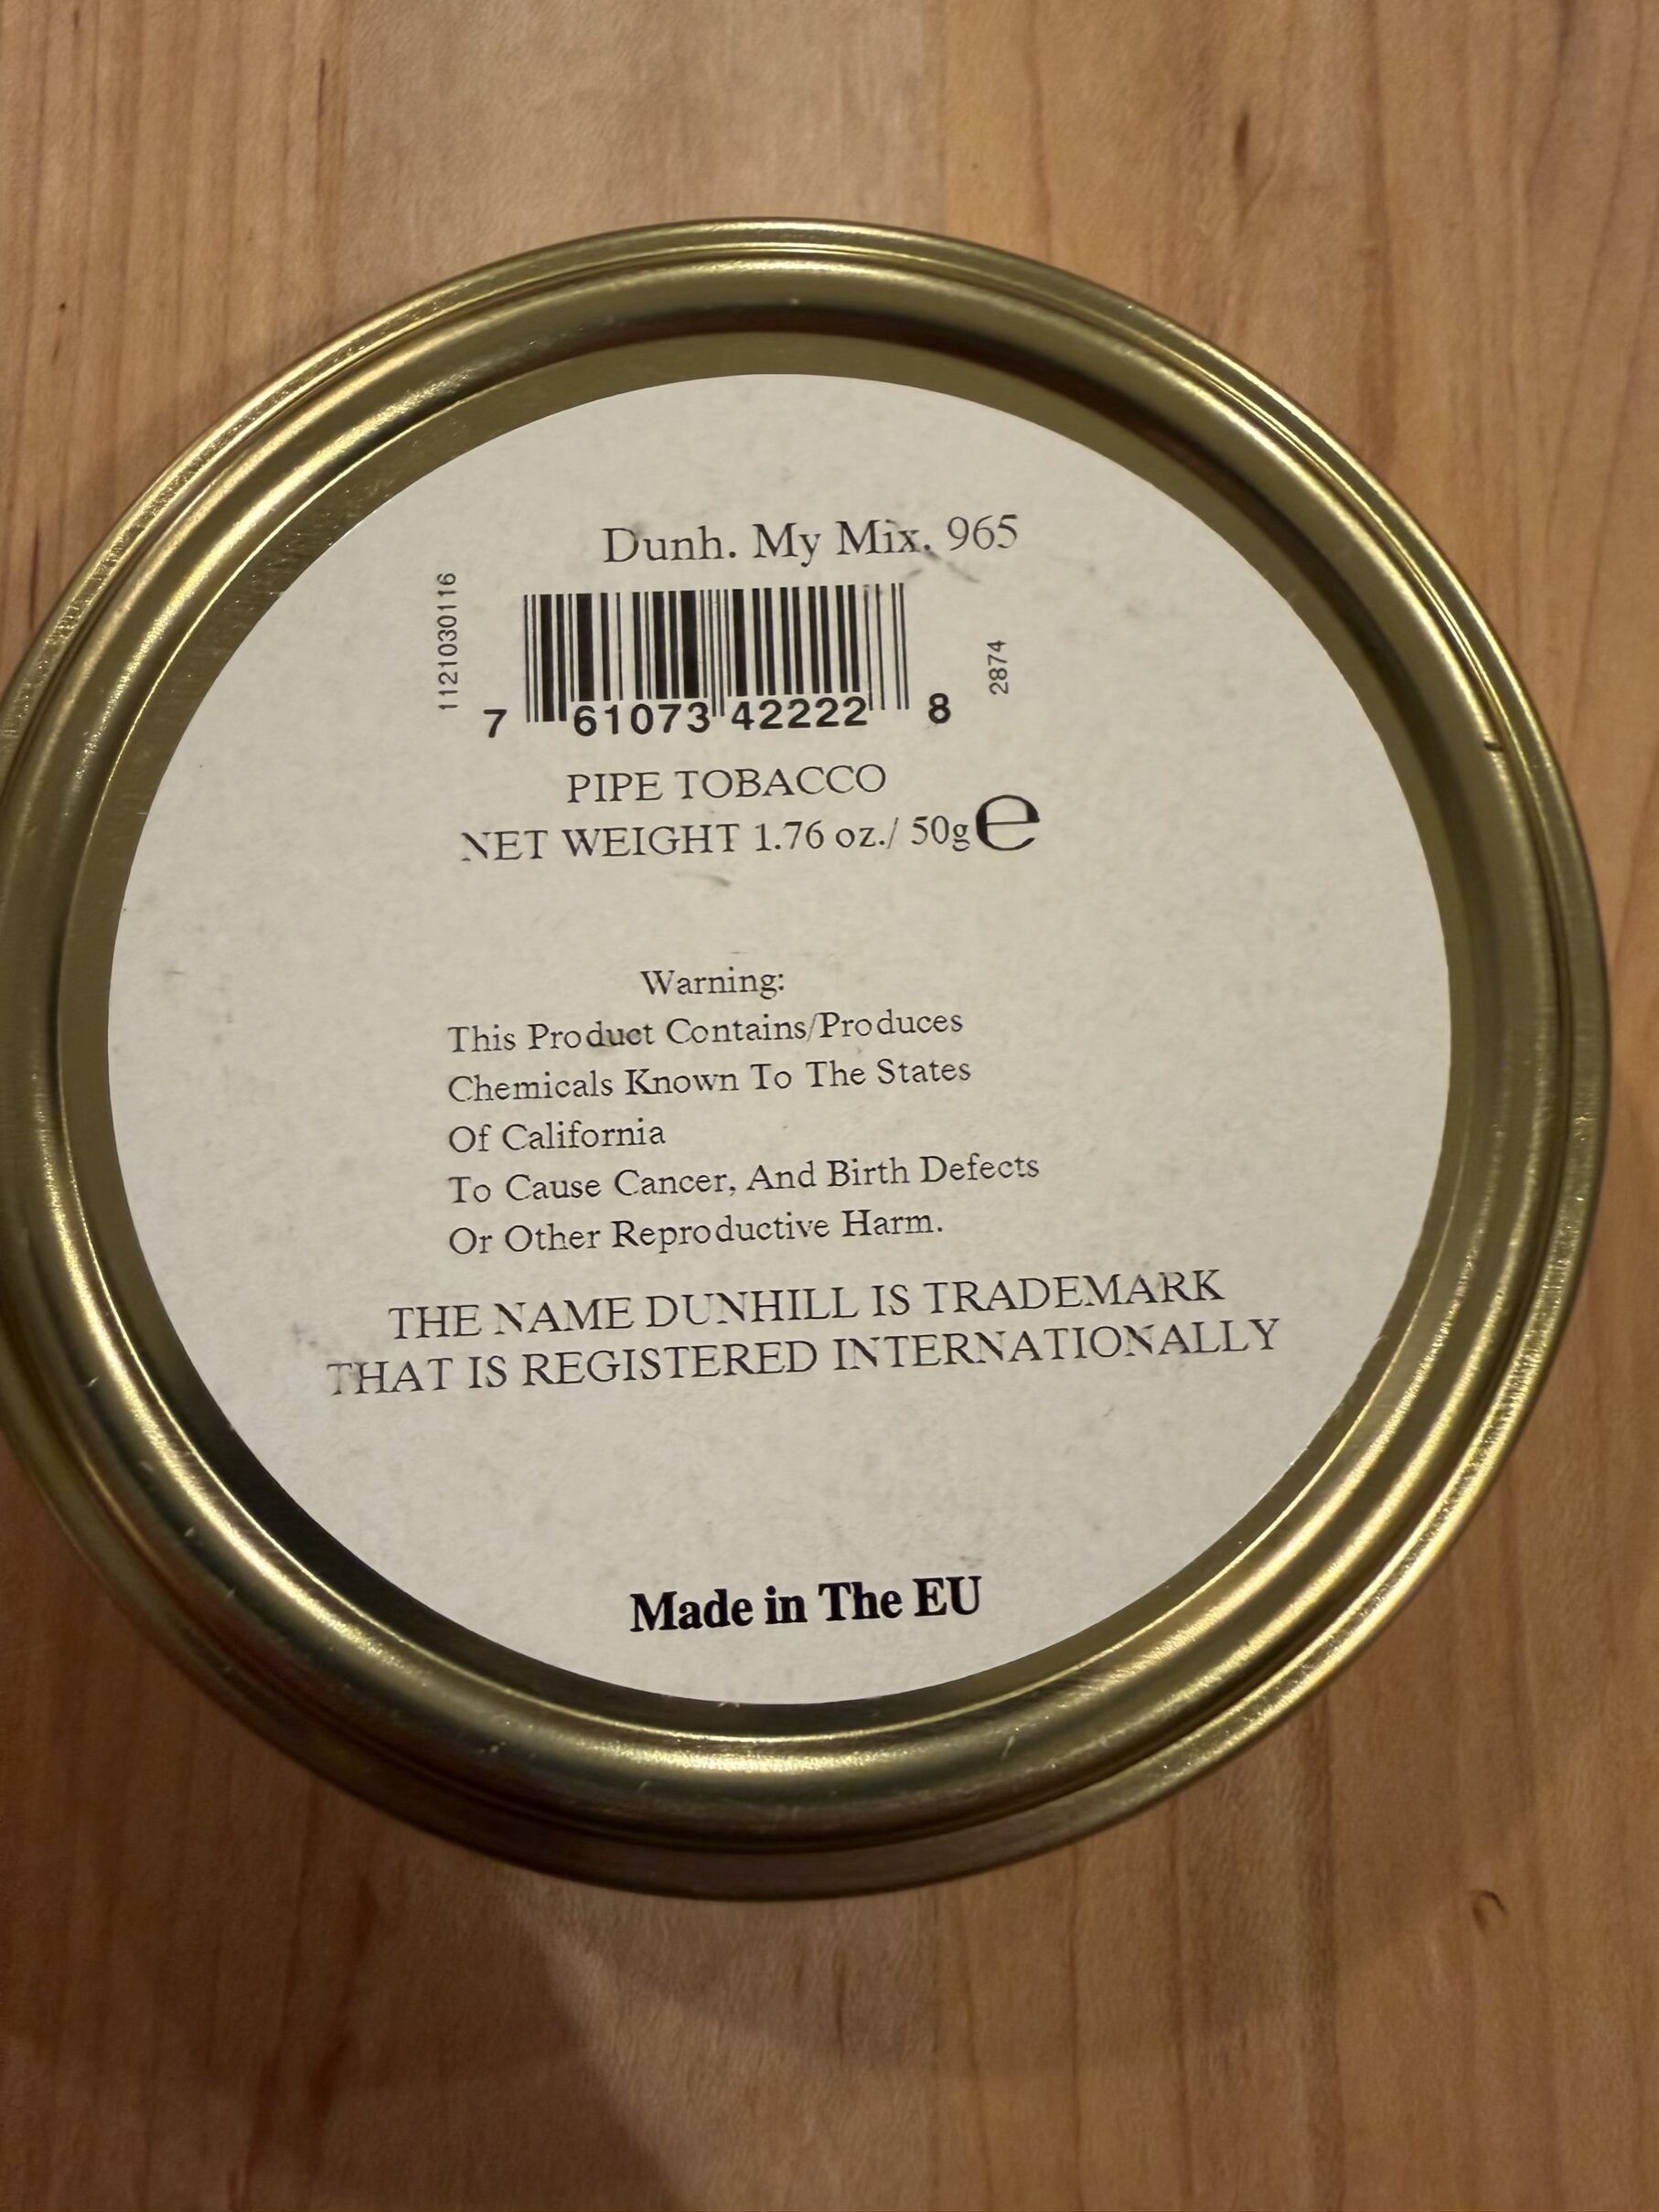 Dunh. My Mix. 965
1121030116
7 61073 42222 8
2874
PIPE TOBACCO
NET WEIGHT 1.76 oz./ 50g℮
Warning:
This Product Contains/Produces
Chemicals Known To The States
Of California
To Cause Cancer, And Birth Defects
Or Other Reproductive Harm.
THE NAME DUNHILL IS TRADEMARK
THAT IS REGISTERED INTERNATIONALLY
Made in The EU